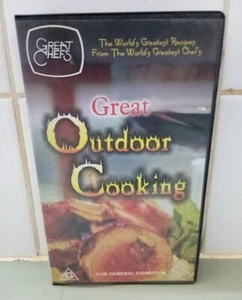 GREAT
CHEFS
The World's Greatest Recipes
From The World's Greatest Chefs
Great
Outdoor
Cooking
G
FOR GENERAL EXHIBITION